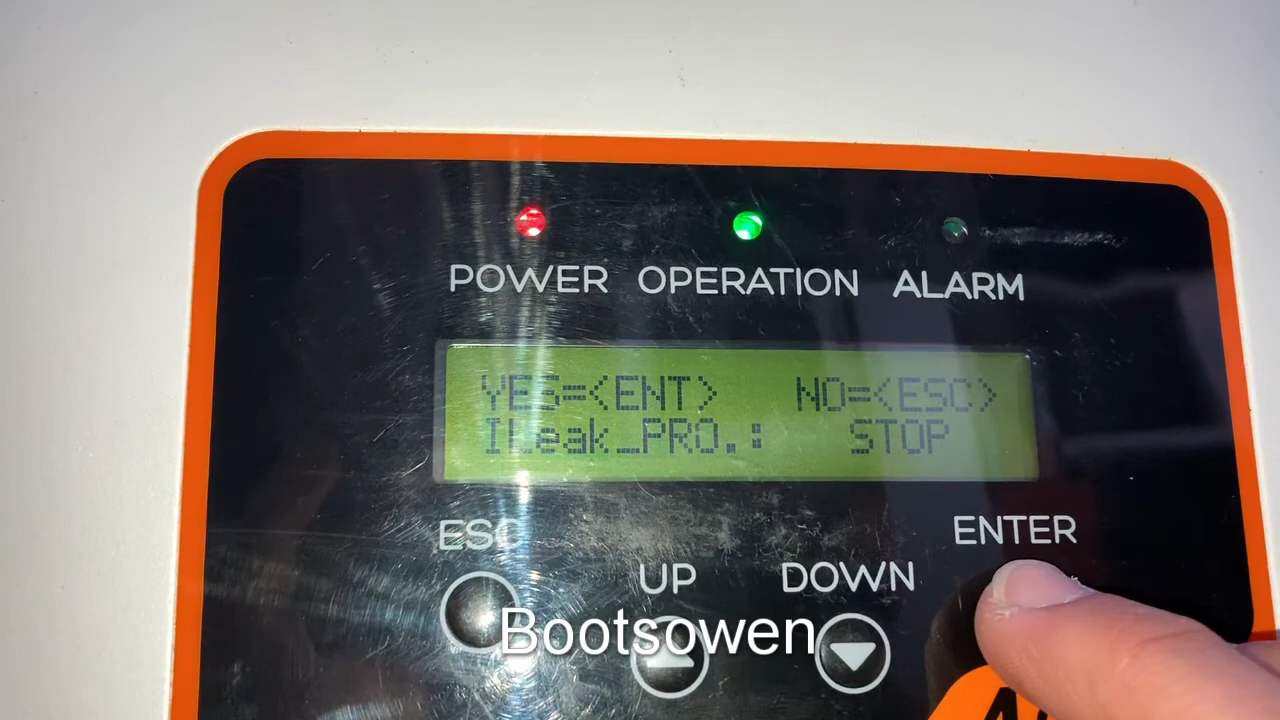 POWER OPERATION ALARM
YES=<ENT> NO=<ESC>
ILeak_PRO.: STOP
ESC ENTER
UP DOWN
Bootsowen